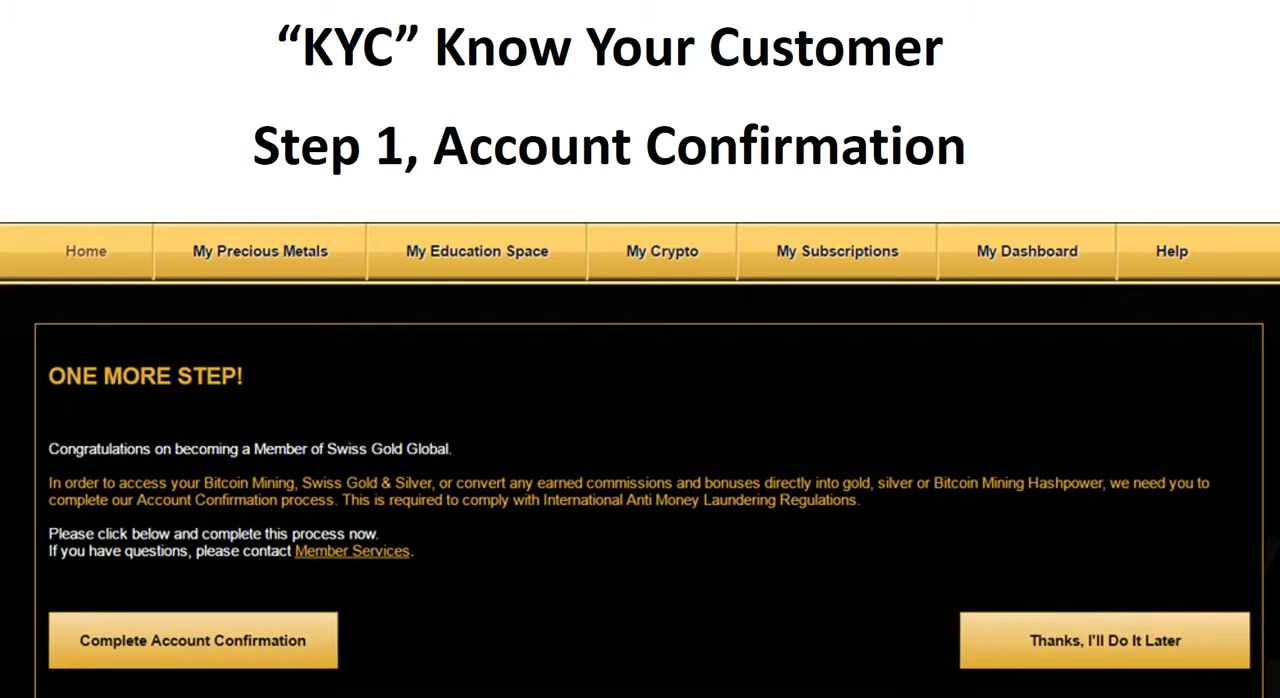 “KYC” Know Your Customer
Step 1, Account Confirmation
Home My Precious Metals My Education Space My Crypto My Subscriptions My Dashboard Help
ONE MORE STEP!
Congratulations on becoming a Member of Swiss Gold Global.
In order to access your Bitcoin Mining, Swiss Gold & Silver, or convert any earned commissions and bonuses directly into gold, silver or Bitcoin Mining Hashpower, we need you to
complete our Account Confirmation process. This is required to comply with International Anti Money Laundering Regulations.
Please click below and complete this process now.
If you have questions, please contact Member Services.
Complete Account Confirmation Thanks, I'll Do It Later